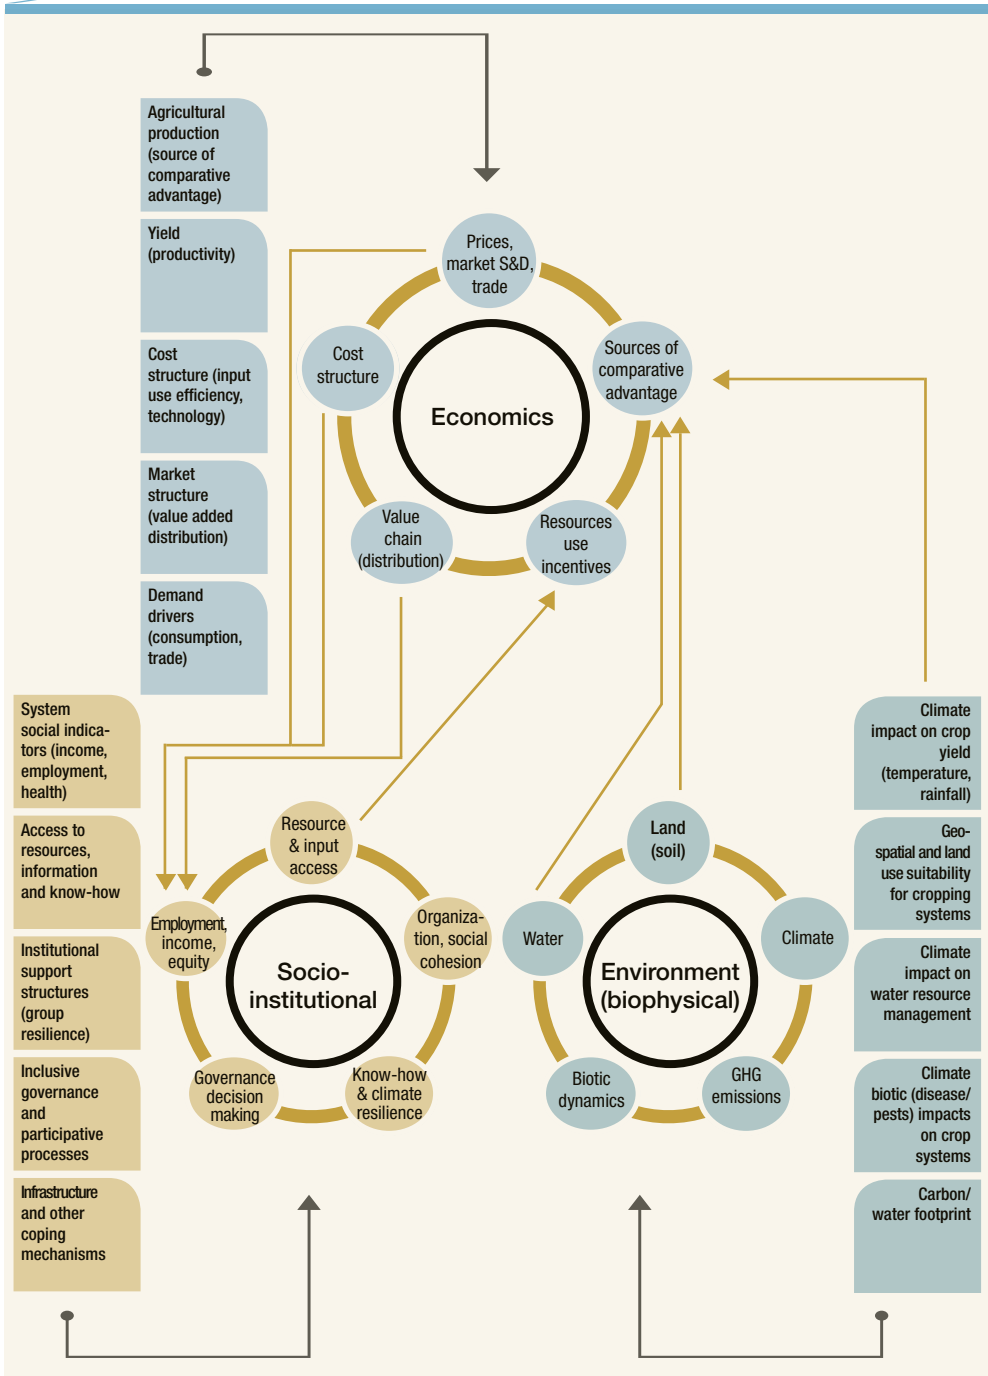 Agricultural
production
(source of
comparative
advantage)
Yield
(productivity)
Cost
structure (input
use efficiency,
technology)
Market
structure
(value added
distribution)
Demand
drivers
(consumption,
trade)
Prices,
market S&D,
trade
Cost
structure
Sources of
comparative
advantage
Economics
Value
chain
(distribution)
Resources
use
incentives
System
social indica-
tors (income,
employment,
health)
Access to
resources,
information
and know-how
Institutional
support
structures
(group
resilience)
Inclusive
governance
and
participative
processes
Infrastructure
and other
coping
mechanisms
Resource
& input
access
Employment,
income,
equity
Organiza-
tion, social
cohesion
Socio-
institutional
Governance
decision
making
Know-how
& climate
resilience
Land
(soil)
Water
Climate
Environment
(biophysical)
Biotic
dynamics
GHG
emissions
Climate
impact on crop
yield
(temperature,
rainfall)
Geo-
spatial and land
use suitability
for cropping
systems
Climate
impact on
water resource
management
Climate
biotic (disease/
pests) impacts
on crop
systems
Carbon/
water footprint